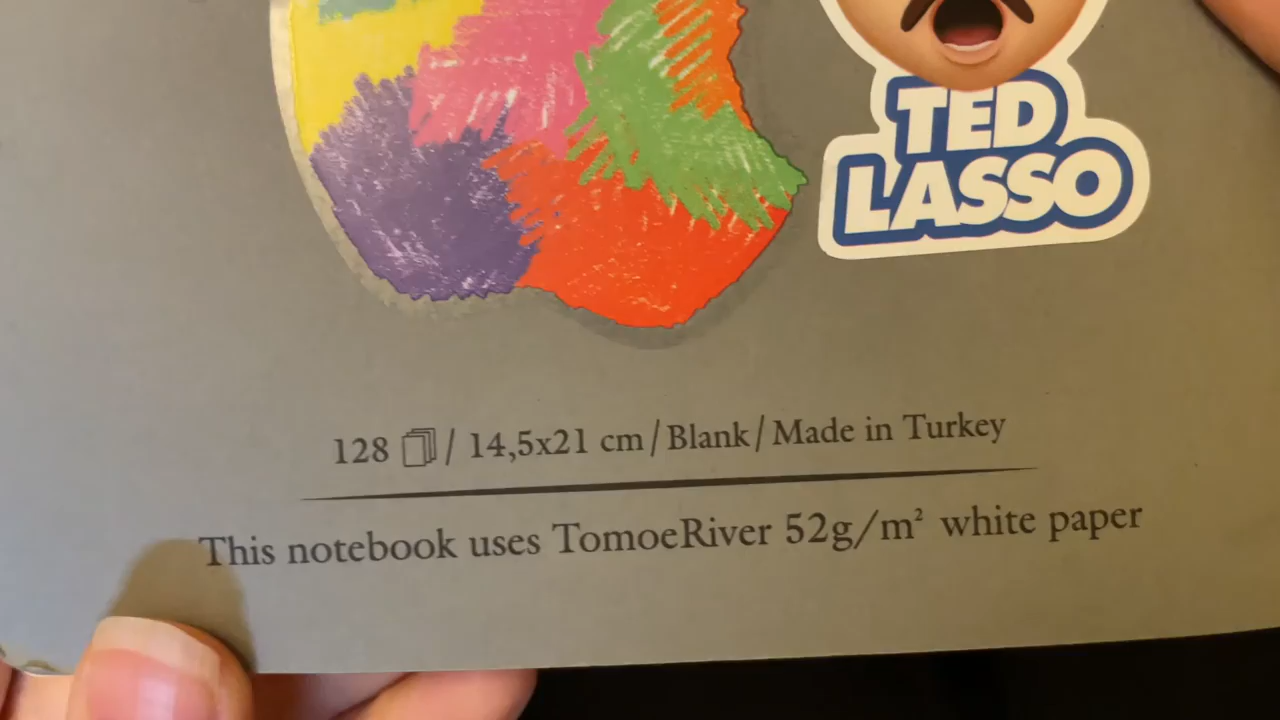 TED
LASSO
128 / 14,5x21 cm / Blank / Made in Turkey
This notebook uses TomoeRiver 52g/m² white paper